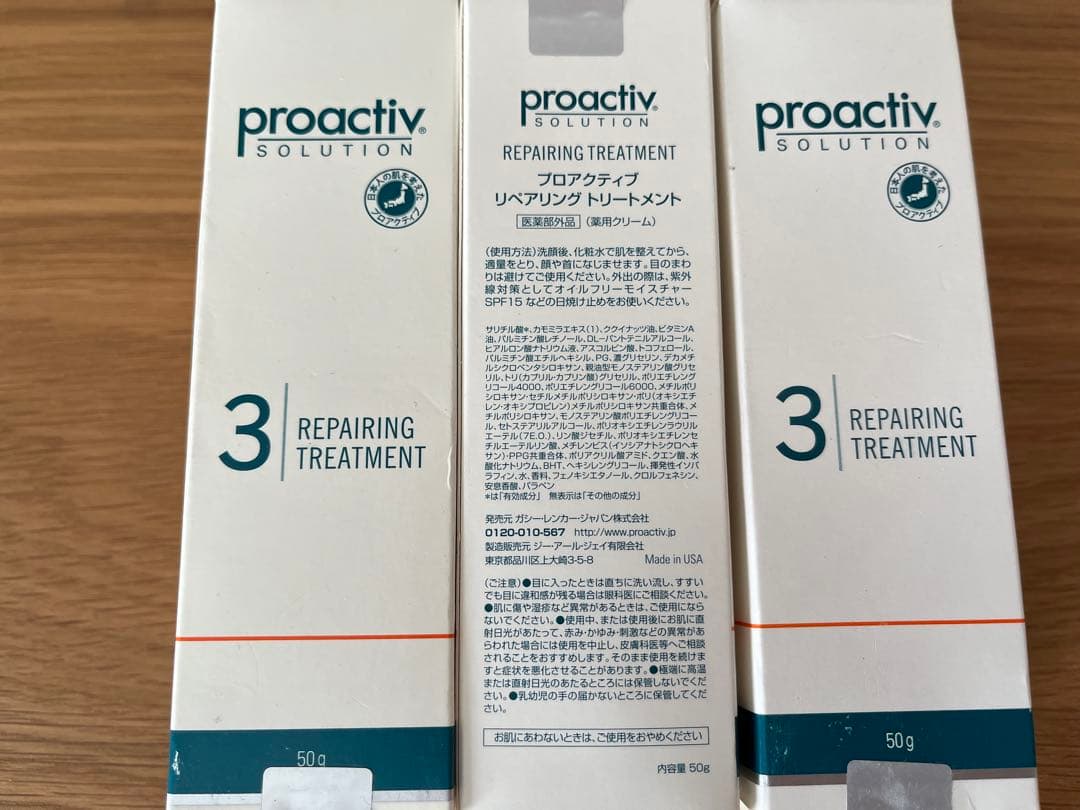 proactiv®
SOLUTION
日本人の肌を考えた
プロアクティブ
3
REPAIRING
TREATMENT
50g
proactiv®
SOLUTION
REPAIRING TREATMENT
プロアクティブ
リペアリング トリートメント
医薬部外品 (薬用クリーム)
(使用方法)洗顔後、化粧水で肌を整えてから、
適量をとり、顔や首になじませます。目のまわ
りは避けてご使用ください。外出の際は、紫外
線対策としてオイルフリーモイスチャー
SPF15 などの日焼け止めをお使いください。
サリチル酸*、カモミラエキス(1)、ククイナッツ油、ビタミンA
油、パルミチン酸レチノール、DL-パントテニルアルコール、
ヒアルロン酸ナトリウム液、アスコルビン酸、トコフェロール、
パルミチン酸エチルヘキシル、PG、濃グリセリン、デカメチ
ルシクロペンタシロキサン、親油型モノステアリン酸グリセ
リル、トリ(カプリル・カプリン酸)グリセリル、ポリエチレング
リコール4000、ポリエチレングリコール6000、メチルポリ
シロキサン・セチルメチルポリシロキサン・ポリ(オキシエチ
レン・オキシプロピレン)メチルポリシロキサン共重合体、メ
チルポリシロキサン、モノステアリン酸ポリエチレングリコー
ル、セトステアリルアルコール、ポリオキシエチレンラウリル
エーテル(7E.O.)、リン酸ジセチル、ポリオキシエチレンセ
チルエーテルリン酸、メチレンビス(イソシアナトシクロヘキ
サン)・PPG共重合体、ポリアクリル酸アミド、クエン酸、水
酸化ナトリウム、BHT、ヘキシレングリコール、揮発性イソパ
ラフィン、水、香料、フェノキシエタノール、クロルフェネシン、
安息香酸、パラベン
*は「有効成分」 無表示は「その他の成分」
発売元 ガシー・レンカー・ジャパン株式会社
0120-010-567 http://www.proactiv.jp
製造販売元 ジー・アール・ジェイ有限会社
東京都品川区上大崎3-5-8 Made in USA
(ご注意)●目に入ったときは直ちに洗い流し、すすい
でも目に違和感が残る場合は眼科医にご相談ください。
●肌に傷や湿疹など異常があるときは、ご使用になら
ないでください。●使用中、または使用後にお肌に直
射日光があたって、赤み・かゆみ・刺激などの異常があ
らわれた場合には使用を中止し、皮膚科医等へご相談
されることをおすすめします。そのまま使用を続けま
すと症状を悪化させることがあります。●極端に高温
または直射日光のあたるところには保管しないでくだ
さい。●乳幼児の手の届かないところに保管してくだ
さい。
お肌にあわないときは、ご使用をおやめください
内容量 50g
proactiv®
SOLUTION
日本人の肌を考えた
プロアクティブ
3
REPAIRING
TREATMENT
50g